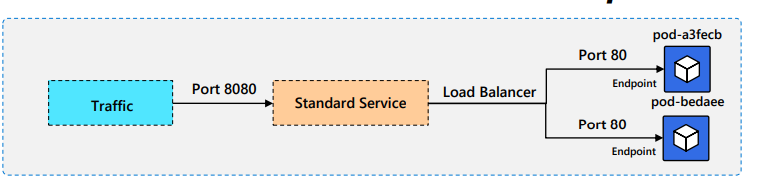 pod-a3fecb
Port 80
Endpoint
Port 8080
Traffic
Standard Service
Load Balancer
pod-bedaee
Port 80
Endpoint